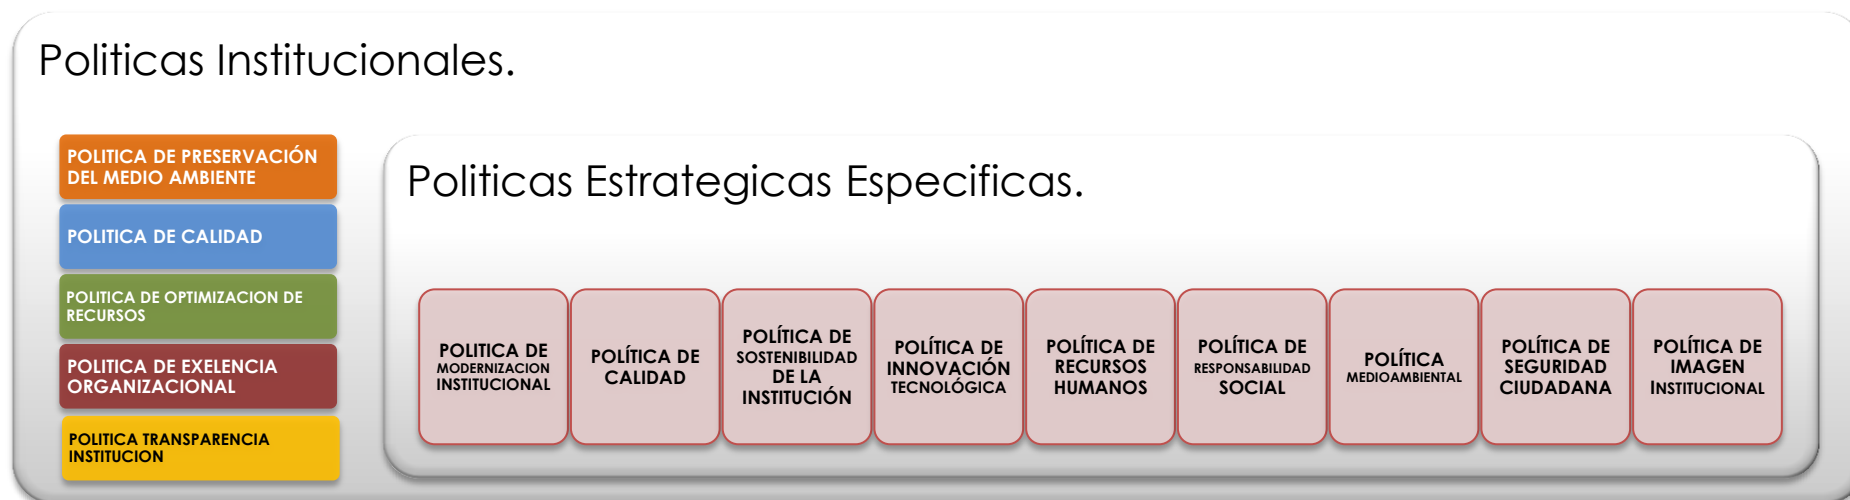 Politicas Institucionales.
POLITICA DE PRESERVACIÓN
DEL MEDIO AMBIENTE
POLITICA DE CALIDAD
POLITICA DE OPTIMIZACION DE
RECURSOS
POLITICA DE EXELENCIA
ORGANIZACIONAL
POLITICA TRANSPARENCIA
INSTITUCION
Politicas Estrategicas Especificas.
POLITICA DE
MODERNIZACION
INSTITUCIONAL
POLÍTICA DE
CALIDAD
POLÍTICA DE
SOSTENIBILIDAD
DE LA
INSTITUCIÓN
POLÍTICA DE
INNOVACIÓN
TECNOLÓGICA
POLÍTICA DE
RECURSOS
HUMANOS
POLÍTICA DE
RESPONSABILIDAD
SOCIAL
POLÍTICA
MEDIOAMBIENTAL
POLÍTICA DE
SEGURIDAD
CIUDADANA
POLÍTICA DE
IMAGEN
INSTITUCIONAL